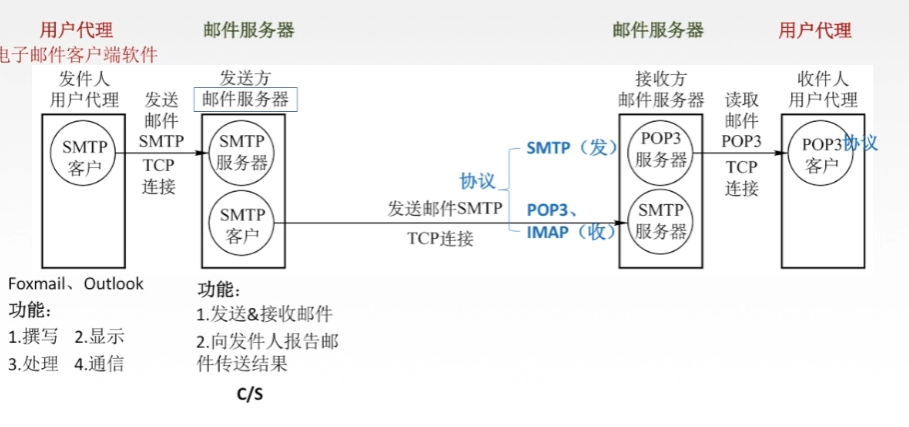 用户代理
邮件服务器
邮件服务器
用户代理
电子邮件客户端软件
发件人
用户代理
发送
邮件
SMTP
TCP
连接
发送方
邮件服务器
接收方
邮件服务器
读取
邮件
POP3
TCP
连接
收件人
用户代理
SMTP
客户
SMTP
服务器
SMTP
客户
发送邮件SMTP
TCP连接
协议
SMTP（发）
POP3、
IMAP（收）
POP3
服务器
SMTP
服务器
POP3
客户
协议
Foxmail、Outlook
功能：
1.撰写 2.显示
3.处理 4.通信
功能：
1.发送&接收邮件
2.向发件人报告邮
件传送结果
C/S